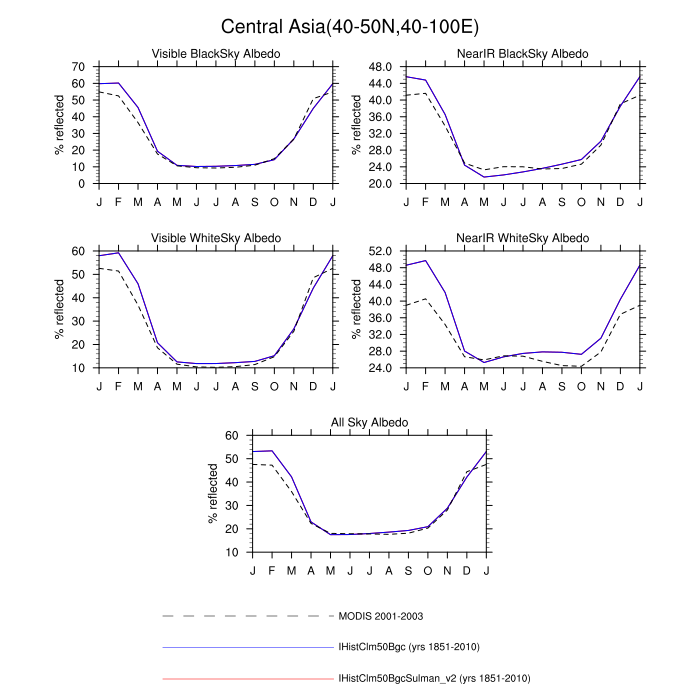 Central Asia(40-50N,40-100E)
Visible BlackSky Albedo
NearIR BlackSky Albedo
% reflected
70
60
50
40
30
20
10
0
J F M A M J J A S O N D J
% reflected
48.0
44.0
40.0
36.0
32.0
28.0
24.0
20.0
J F M A M J J A S O N D J
Visible WhiteSky Albedo
NearIR WhiteSky Albedo
% reflected
60
50
40
30
20
10
J F M A M J J A S O N D J
% reflected
52.0
48.0
44.0
40.0
36.0
32.0
28.0
24.0
J F M A M J J A S O N D J
All Sky Albedo
% reflected
60
50
40
30
20
10
J F M A M J J A S O N D J
MODIS 2001-2003
IHistClm50Bgc (yrs 1851-2010)
IHistClm50BgcSulman_v2 (yrs 1851-2010)